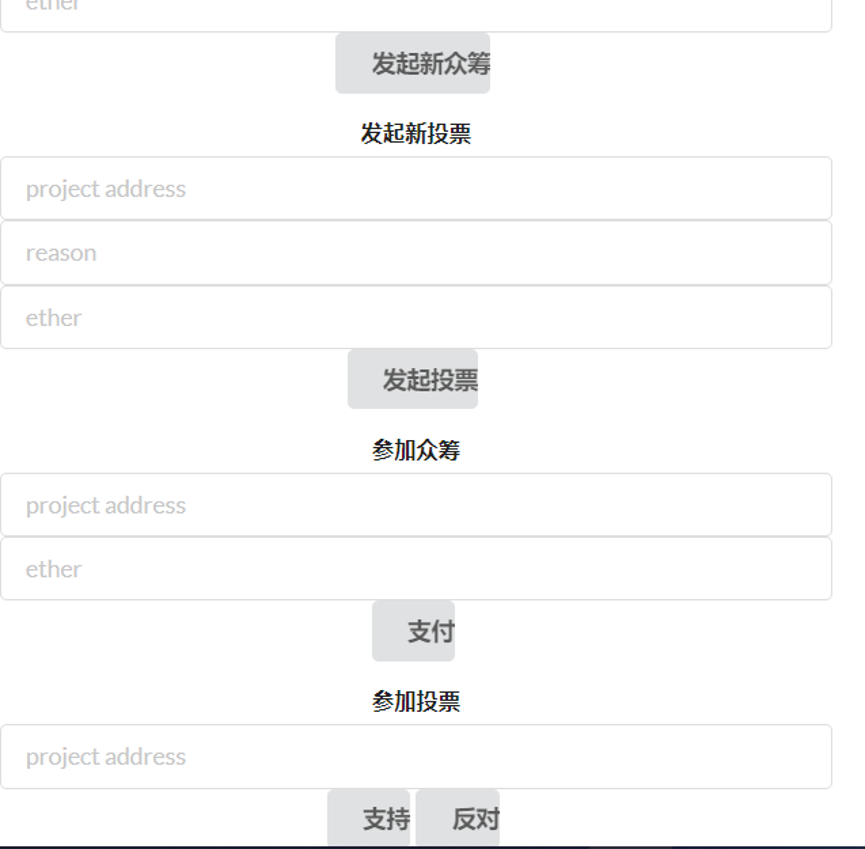 ether
发起新众筹
发起新投票
project address
reason
ether
发起投票
参加众筹
project address
ether
支付
参加投票
project address
支持 反对